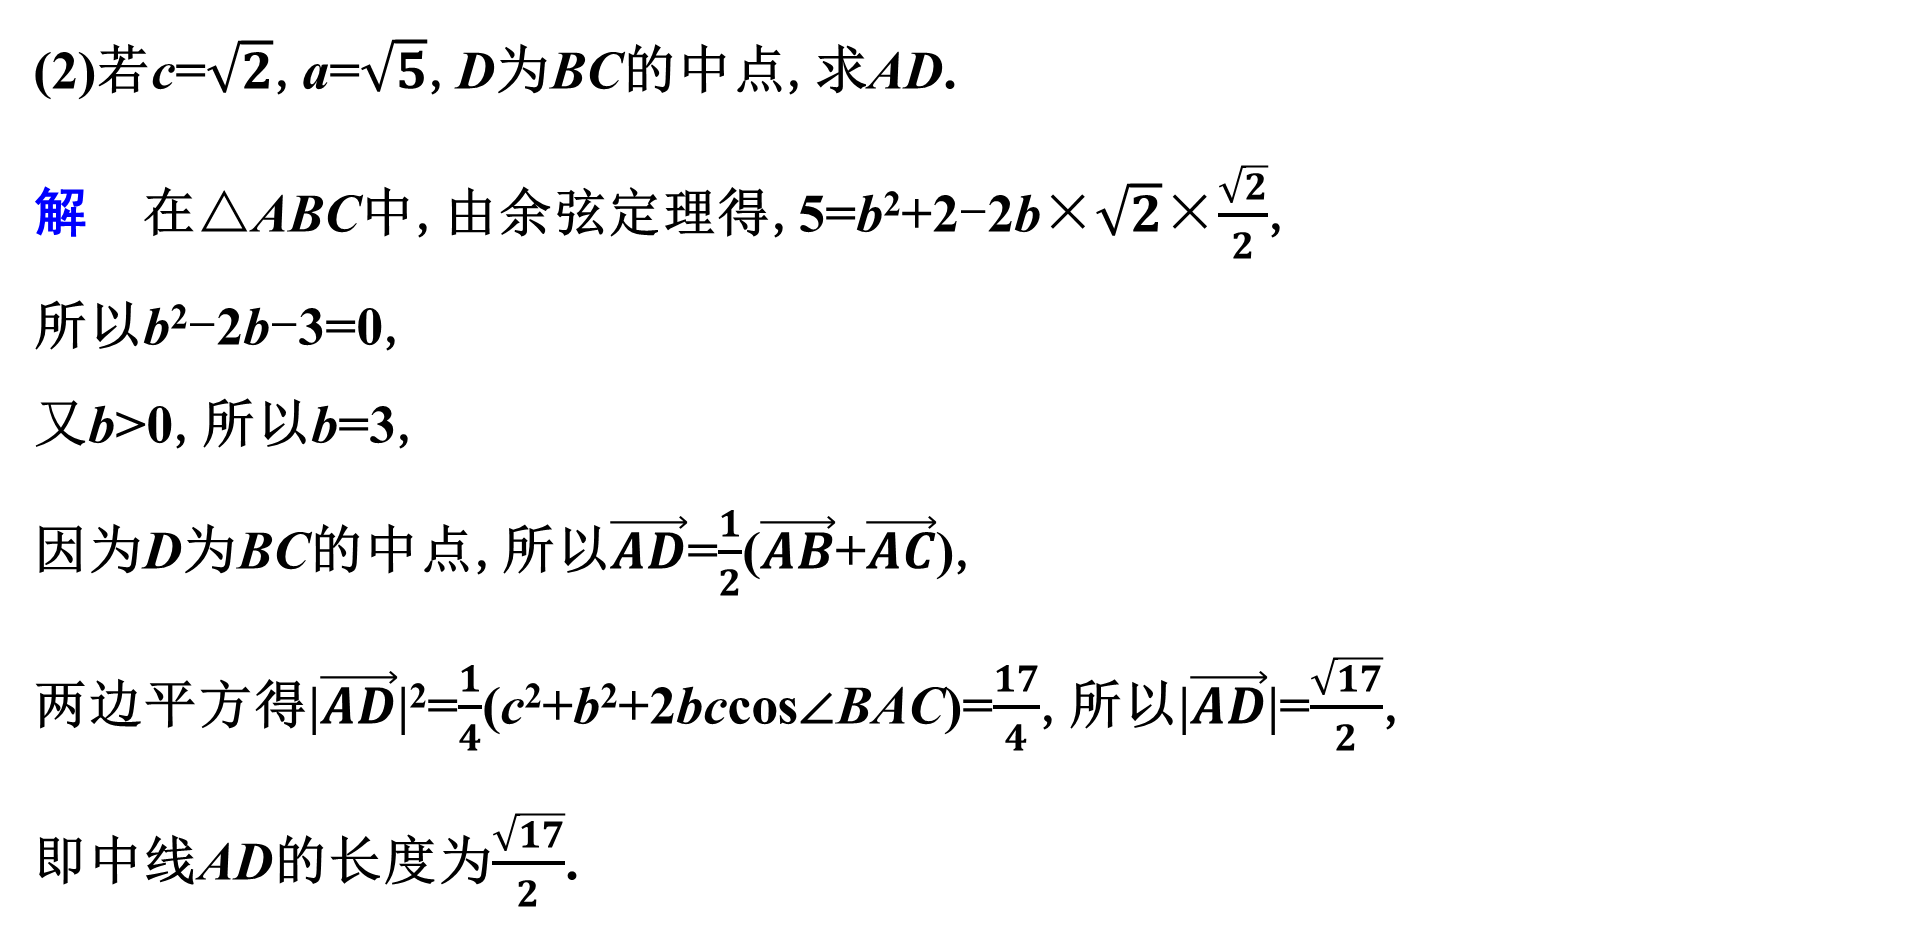 (2)若c=√2, a=√5, D为BC的中点, 求AD.
解 在△ABC中, 由余弦定理得, 5=b²+2−2b×√2×√2/2,
所以b²−2b−3=0,
又b>0, 所以b=3,
因为D为BC的中点, 所以\overrightarrow{AD}=1/2(\overrightarrow{AB}+\overrightarrow{AC}),
两边平方得|\overrightarrow{AD}|²=1/4(c²+b²+2bccos∠BAC)=17/4, 所以|\overrightarrow{AD}|=√17/2,
即中线AD的长度为√17/2.